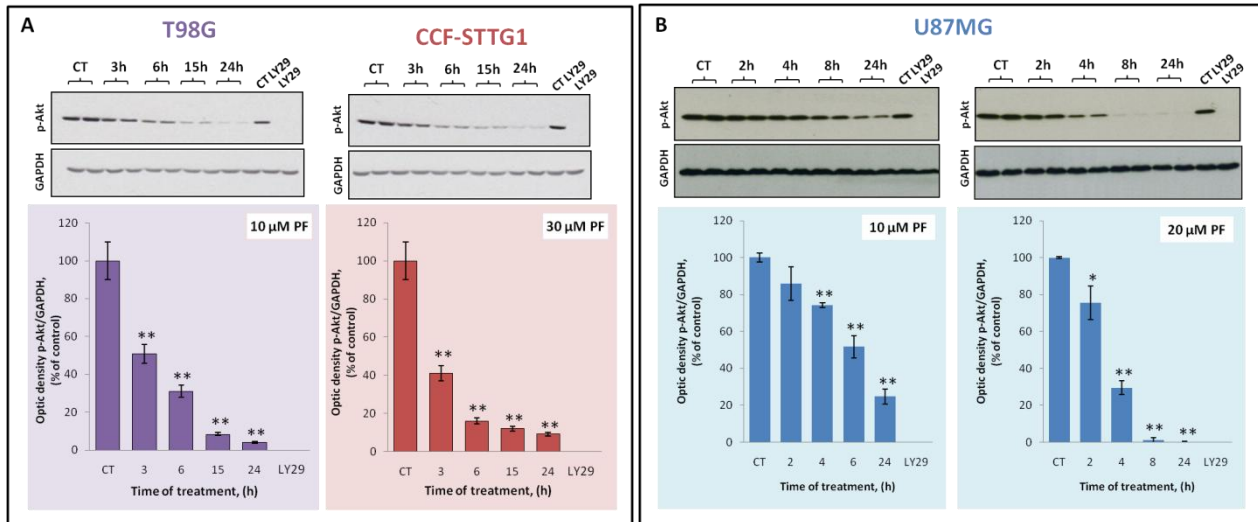 A
T98G
CCF-STTG1
CT 3h 6h 15h 24h CT LY29 LY29
p-Akt
GAPDH
CT 3h 6h 15h 24h CT LY29 LY29
p-Akt
GAPDH
10 μM PF
Optic density p-Akt/GAPDH,
(% of control)
120
100
80
60
40
20
0
** ** ** **
CT 3 6 15 24 LY29
Time of treatment, (h)
30 μM PF
Optic density p-Akt/GAPDH,
(% of control)
120
100
80
60
40
20
0
** ** ** **
CT 3 6 15 24 LY29
Time of treatment, (h)
B
U87MG
CT 2h 4h 8h 24h CT LY29 LY29
p-Akt
GAPDH
CT 2h 4h 8h 24h CT LY29 LY29
p-Akt
GAPDH
10 μM PF
Optic density p-Akt/GAPDH,
(% of control)
120
100
80
60
40
20
0
** ** **
CT 2 4 6 24 LY29
Time of treatment, (h)
20 μM PF
Optic density p-Akt/GAPDH,
(% of control)
120
100
80
60
40
20
0
* ** ** **
CT 2 4 8 24 LY29
Time of treatment, (h)